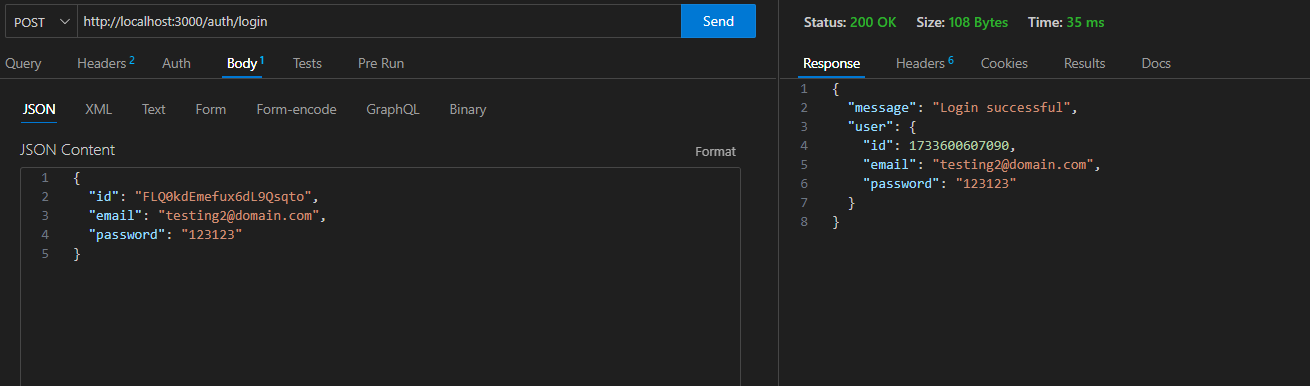 POST http://localhost:3000/auth/login Send
Query Headers 2 Auth Body 1 Tests Pre Run
JSON XML Text Form Form-encode GraphQL Binary
JSON Content Format
1 {
2 "id": "FLQ0kdEmefux6dL9Qsqto",
3 "email": "testing2@domain.com",
4 "password": "123123"
5 }
Status: 200 OK Size: 108 Bytes Time: 35 ms
Response Headers 6 Cookies Results Docs
1 {
2 "message": "Login successful",
3 "user": {
4 "id": 1733600607090,
5 "email": "testing2@domain.com",
6 "password": "123123"
7 }
8 }